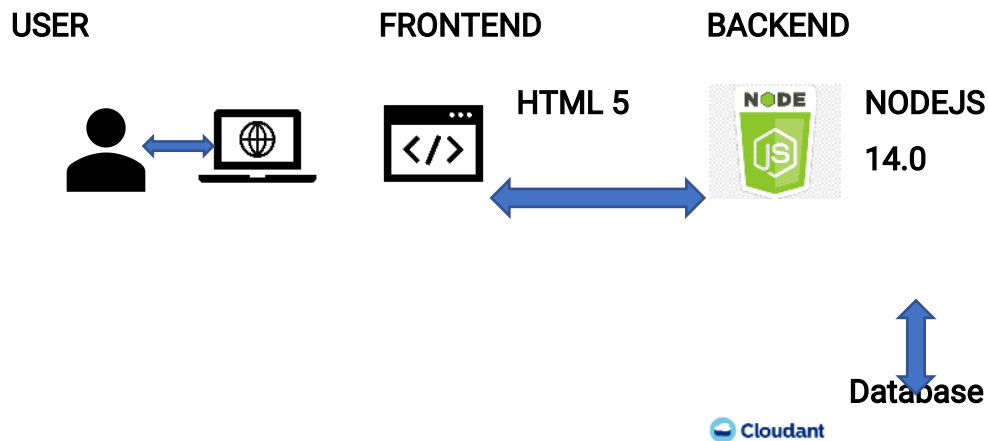 USER
FRONTEND
BACKEND
</>
HTML 5
NODE
JS
NODEJS
14.0
Database
Cloudant